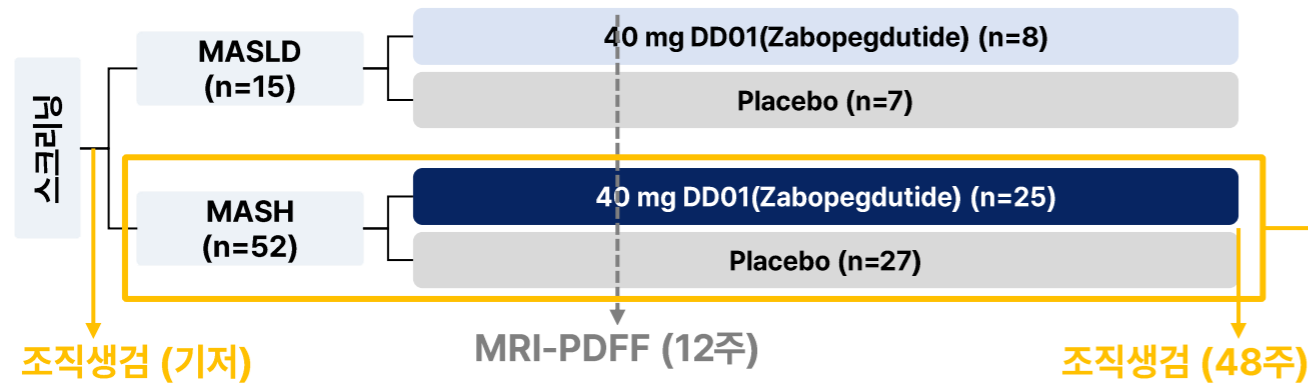 스크리닝
MASLD
(n=15)
40 mg DD01(Zabopegdutide) (n=8)
Placebo (n=7)
MASH
(n=52)
40 mg DD01(Zabopegdutide) (n=25)
Placebo (n=27)
조직생검 (기저)
MRI-PDFF (12주)
조직생검 (48주)